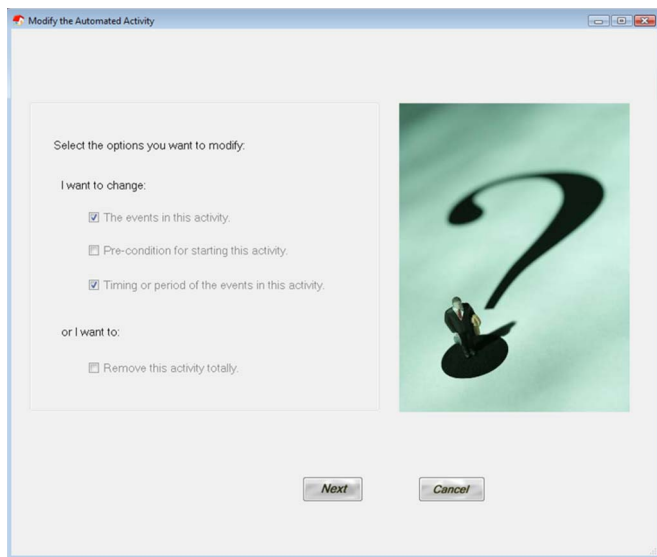 Modify the Automated Activity
Select the options you want to modify:
I want to change:
The events in this activity.
Pre-condition for starting this activity.
Timing or period of the events in this activity.
or I want to:
Remove this activity totally.
Next
Cancel